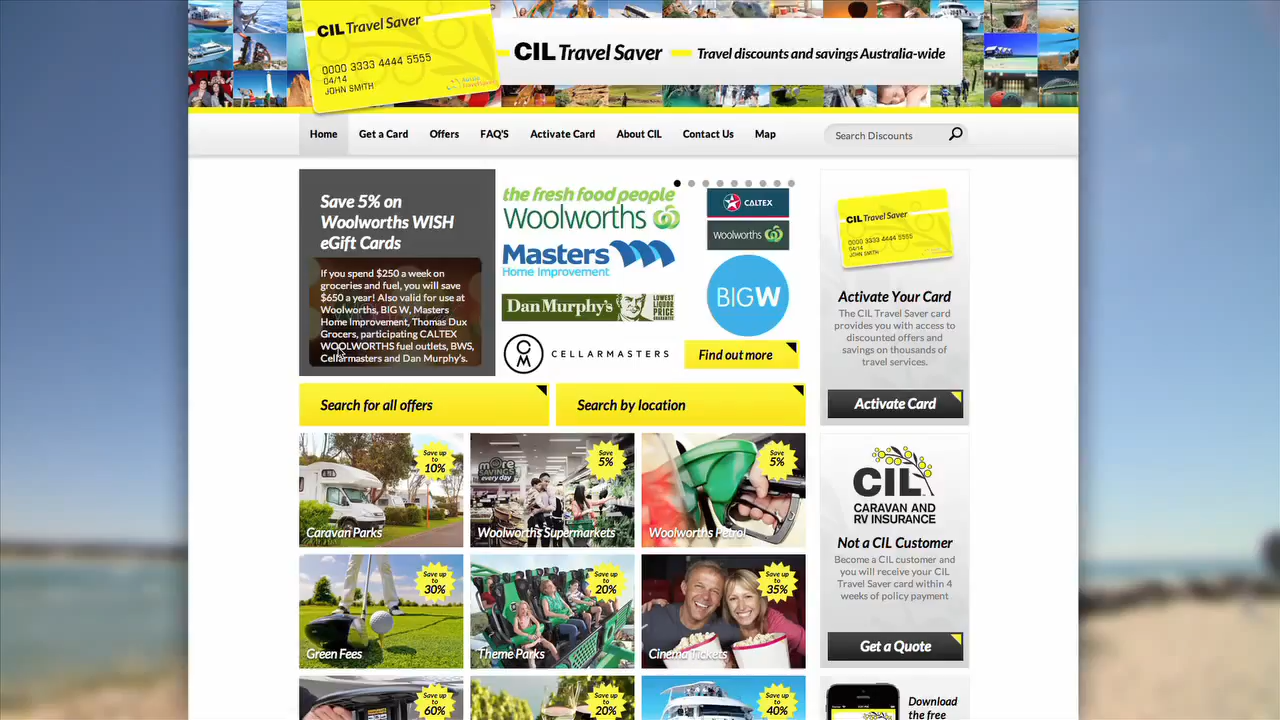 CIL Travel Saver
0000 3333 4444 5555
04/14
JOHN SMITH
CIL Travel Saver
Travel discounts and savings Australia-wide
Home
Get a Card
Offers
FAQ'S
Activate Card
About CIL
Contact Us
Map
Search Discounts
Save 5% on
Woolworths WISH
eGift Cards
If you spend $250 a week on
groceries and fuel, you will save
$650 a year! Also valid for use at
Woolworths, BIG W, Masters
Home Improvement, Thomas Dux
Grocers, participating CALTEX
WOOLWORTHS fuel outlets, BWS,
Cellarmasters and Dan Murphy's.
the fresh food people
Woolworths
Masters
Home Improvement
Dan Murphy's
LOWEST
LIQUOR
PRICE
GUARANTEE
CM
CELLARMASTERS
CALTEX
woolworths
BIG W
Find out more
CIL Travel Saver
0000 3333 4444 5555
04/14
JOHN SMITH
Activate Your Card
The CIL Travel Saver card
provides you with access to
discounted offers and
savings on thousands of
travel services.
Activate Card
Search for all offers
Search by location
Save up
to
10%
Caravan Parks
more
SAVINGS
every day
Save
5%
Woolworths Supermarkets
Save
5%
Woolworths Petrol
CIL
CARAVAN AND
RV INSURANCE
Not a CIL Customer
Become a CIL customer and
you will receive your CIL
Travel Saver card within 4
weeks of policy payment
Get a Quote
Save up
to
30%
Green Fees
Save up
to
20%
Theme Parks
Save up
to
35%
Cinema Tickets
Save up
to
60%
Save up
to
20%
Save up
to
40%
Download
the free